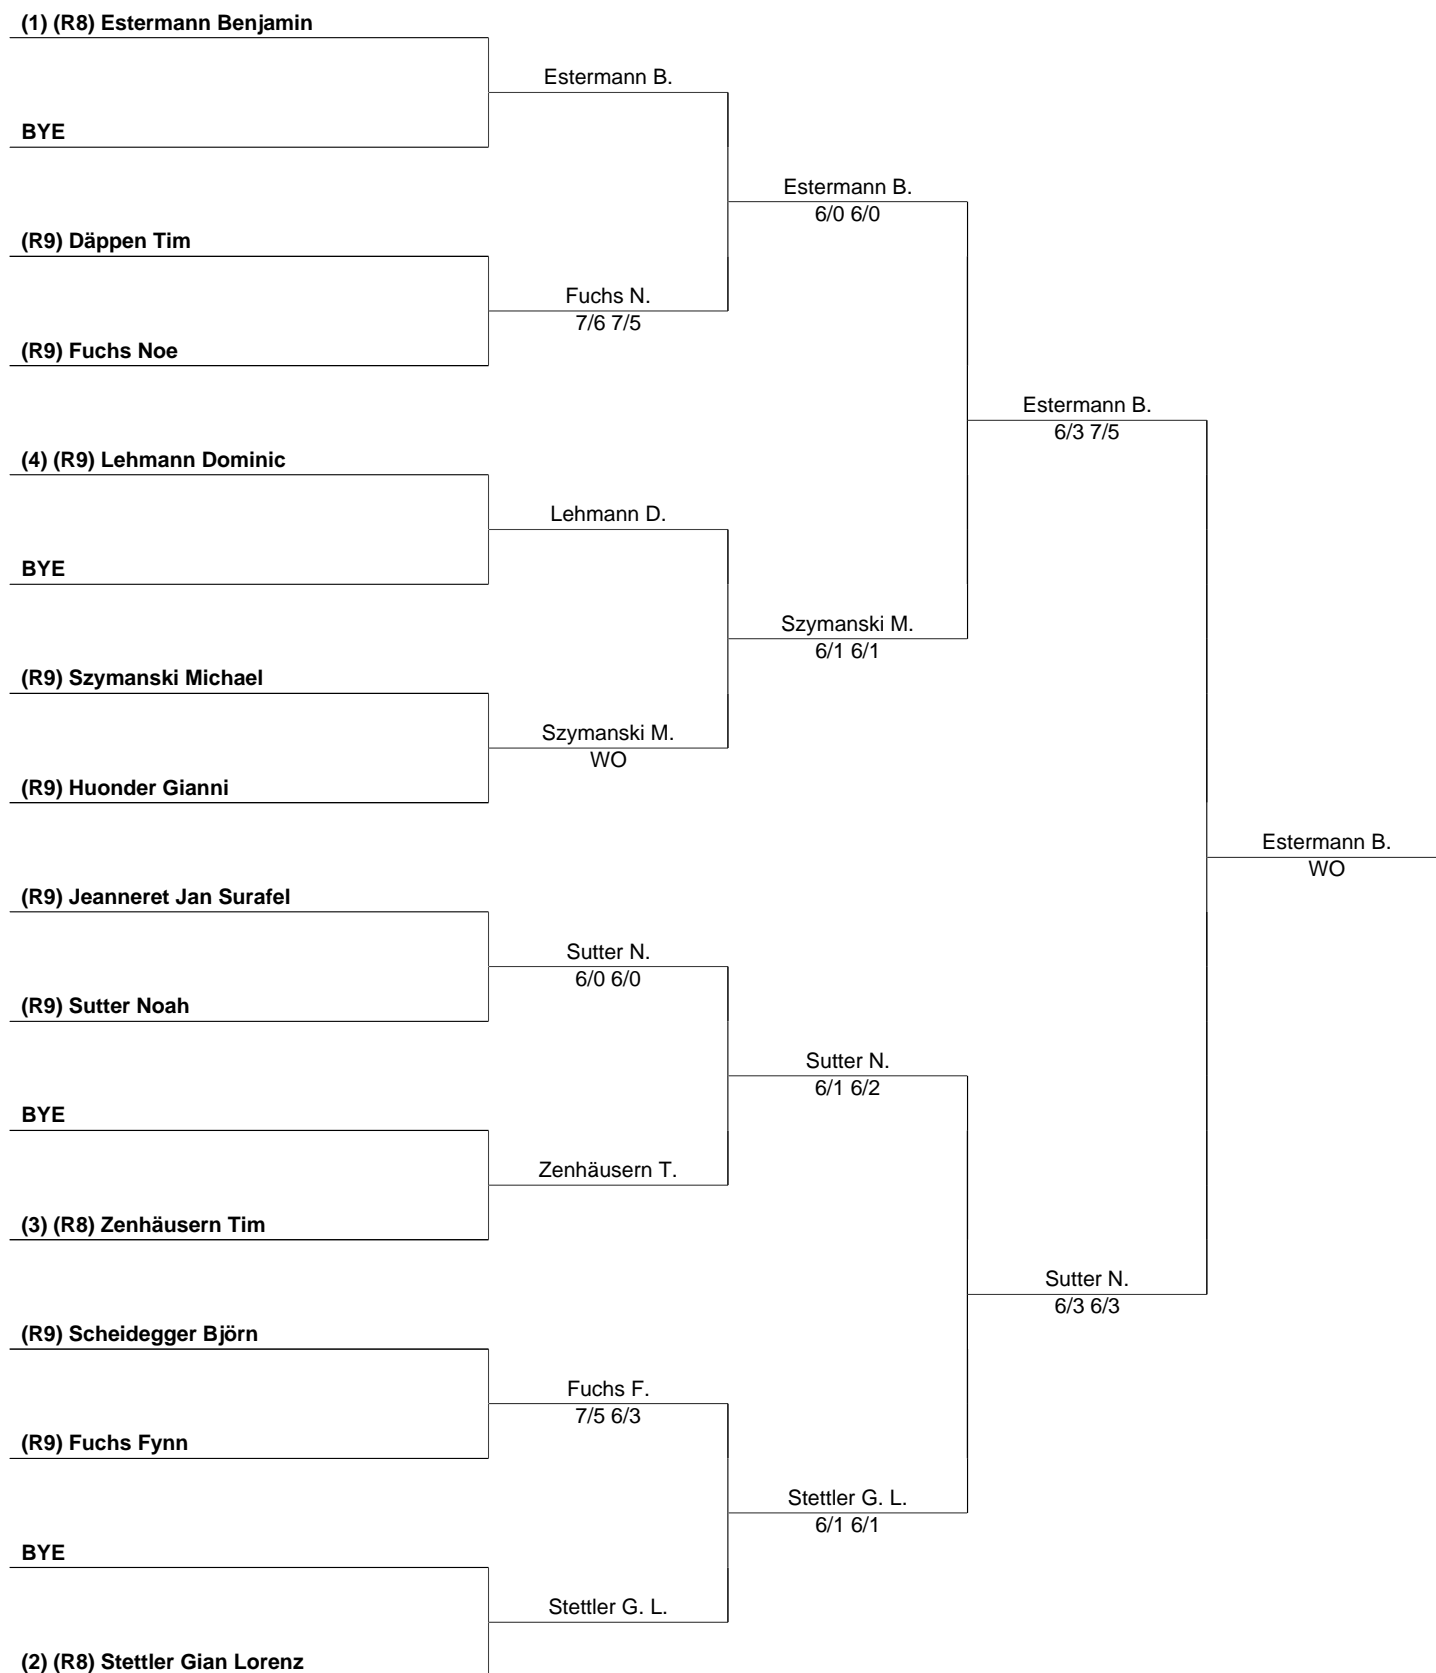 (1) (R8) Estermann Benjamin
Estermann B.
BYE
Estermann B.
6/0 6/0
(R9) Däppen Tim
Fuchs N.
7/6 7/5
(R9) Fuchs Noe
Estermann B.
6/3 7/5
(4) (R9) Lehmann Dominic
Lehmann D.
BYE
Szymanski M.
6/1 6/1
(R9) Szymanski Michael
Szymanski M.
WO
(R9) Huonder Gianni
Estermann B.
WO
(R9) Jeanneret Jan Surafel
Sutter N.
6/0 6/0
(R9) Sutter Noah
Sutter N.
6/1 6/2
BYE
Zenhäusern T.
(3) (R8) Zenhäusern Tim
Sutter N.
6/3 6/3
(R9) Scheidegger Björn
Fuchs F.
7/5 6/3
(R9) Fuchs Fynn
Stettler G. L.
6/1 6/1
BYE
Stettler G. L.
(2) (R8) Stettler Gian Lorenz